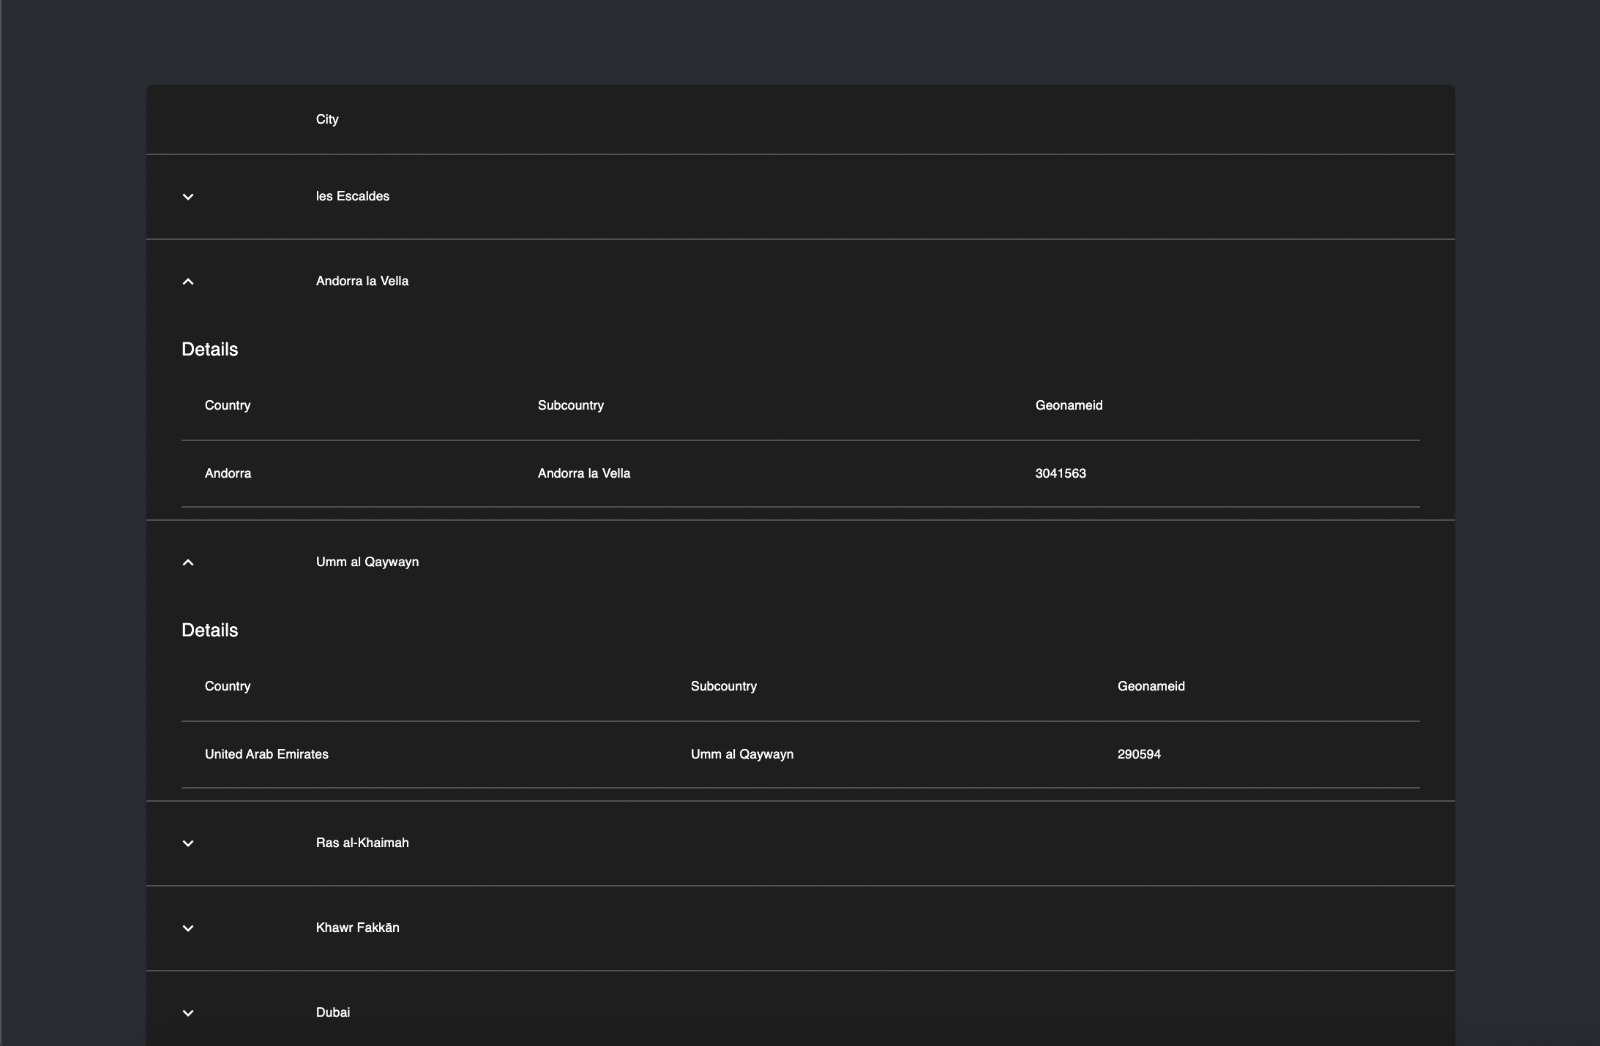 City
les Escaldes
Andorra la Vella
Details
Country Subcountry Geonameid
Andorra Andorra la Vella 3041563
Umm al Qaywayn
Details
Country Subcountry Geonameid
United Arab Emirates Umm al Qaywayn 290594
Ras al-Khaimah
Khawr Fakkān
Dubai